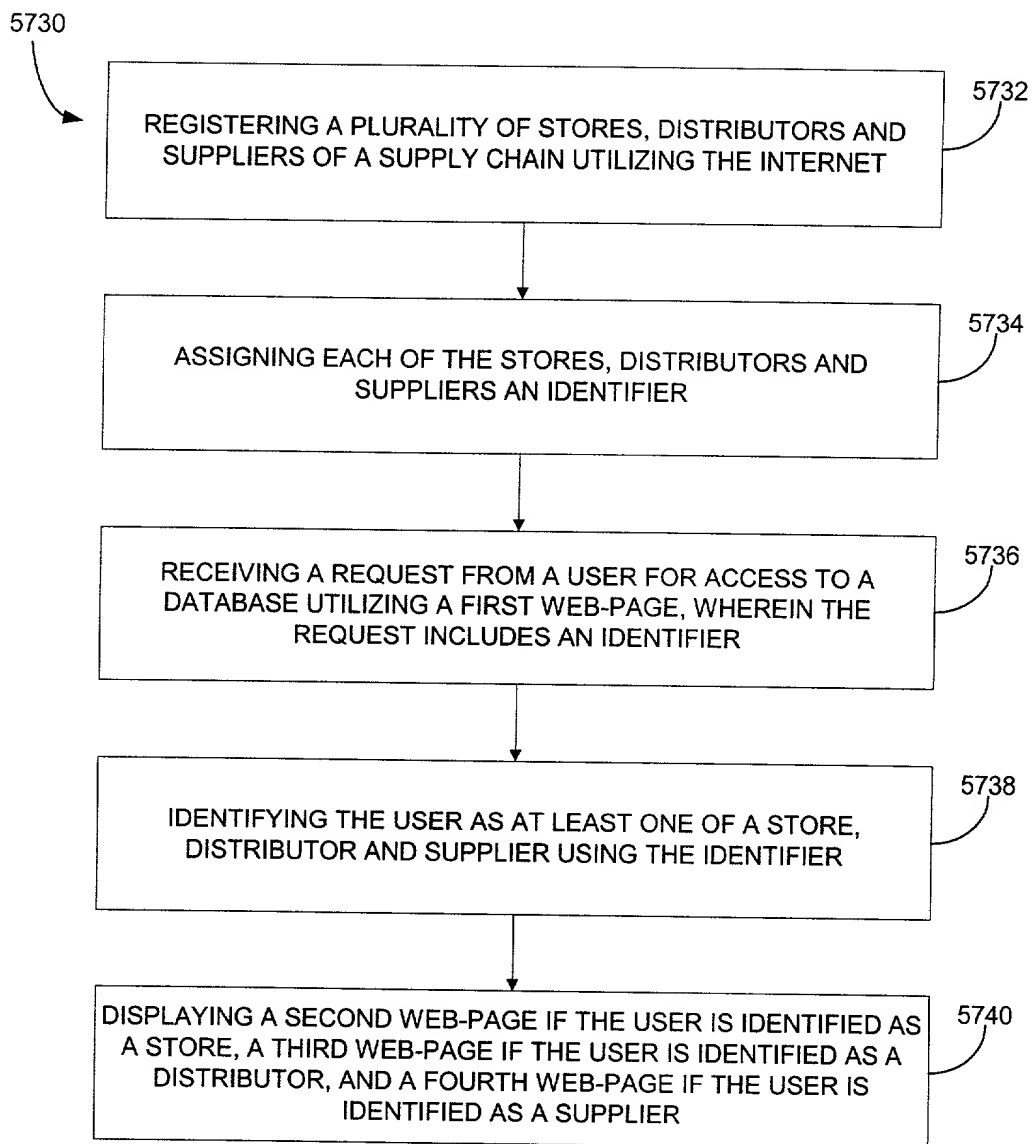 5730
5732
REGISTERING A PLURALITY OF STORES, DISTRIBUTORS AND
SUPPLIERS OF A SUPPLY CHAIN UTILIZING THE INTERNET
5734
ASSIGNING EACH OF THE STORES, DISTRIBUTORS AND
SUPPLIERS AN IDENTIFIER
5736
RECEIVING A REQUEST FROM A USER FOR ACCESS TO A
DATABASE UTILIZING A FIRST WEB-PAGE, WHEREIN THE
REQUEST INCLUDES AN IDENTIFIER
5738
IDENTIFYING THE USER AS AT LEAST ONE OF A STORE,
DISTRIBUTOR AND SUPPLIER USING THE IDENTIFIER
5740
DISPLAYING A SECOND WEB-PAGE IF THE USER IS IDENTIFIED AS
A STORE, A THIRD WEB-PAGE IF THE USER IS IDENTIFIED AS A
DISTRIBUTOR, AND A FOURTH WEB-PAGE IF THE USER IS
IDENTIFIED AS A SUPPLIER